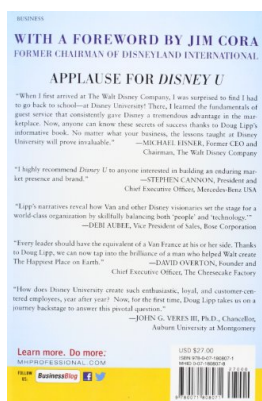 BUSINESS
WITH A FOREWORD BY JIM CORA
FORMER CHAIRMAN OF DISNEYLAND INTERNATIONAL
APPLAUSE FOR DISNEY U
"When I first arrived at The Walt Disney Company, I was surprised to find I had
to go back to school—at Disney University! There, I learned the fundamentals of
guest service that consistently gave Disney a tremendous advantage in the mar-
ketplace. Now, anyone can know these secrets of success thanks to Doug Lipp's
informative book. No matter what your business, the lessons taught at Disney
University will prove invaluable." —MICHAEL EISNER, Former CEO and
Chairman, The Walt Disney Company
"I highly recommend Disney U to anyone interested in building an enduring mar-
ket presence and brand." —STEPHEN CANNON, President and
Chief Executive Officer, Mercedes-Benz USA
"Lipp's narratives reveal how Van and other Disney visionaries set the stage for a
world-class organization by skillfully balancing both 'people' and 'technology.'"
—DEBI AUBEE, Vice President of Sales, Bose Corporation
"Every leader should have the equivalent of a Van France at his or her side. Thanks
to Doug Lipp, we can now tap into the brilliance of a man who helped Walt create
The Happiest Place on Earth." —DAVID OVERTON, Founder and
Chief Executive Officer, The Cheesecake Factory
"How does Disney University create such enthusiastic, loyal, and customer-cen-
tered employees, year after year? Now, for the first time, Doug Lipp takes us on a
journey backstage to answer this pivotal question."
—JOHN G. VERES III, Ph.D., Chancellor,
Auburn University at Montgomery
Learn more. Do more.
MHPROFESSIONAL.COM
FOLLOW US:
BusinessBlog
USD $27.00
ISBN 978-0-07-180807-1